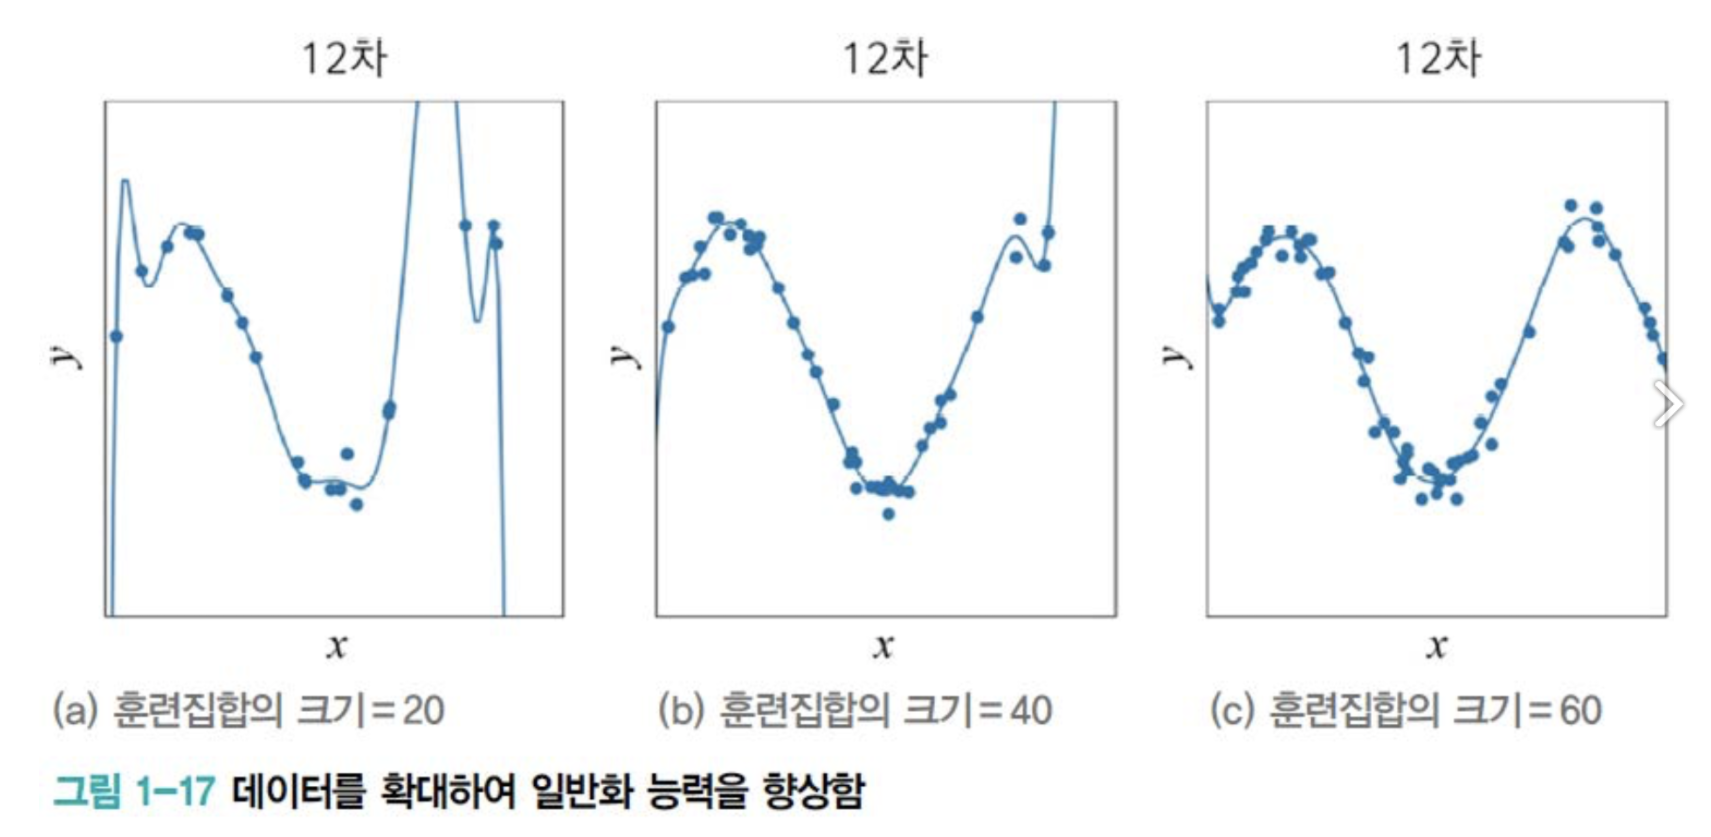 12차 12차 12차
y y y
x x x
(a) 훈련집합의 크기=20 (b) 훈련집합의 크기=40 (c) 훈련집합의 크기=60
그림 1-17 데이터를 확대하여 일반화 능력을 향상함